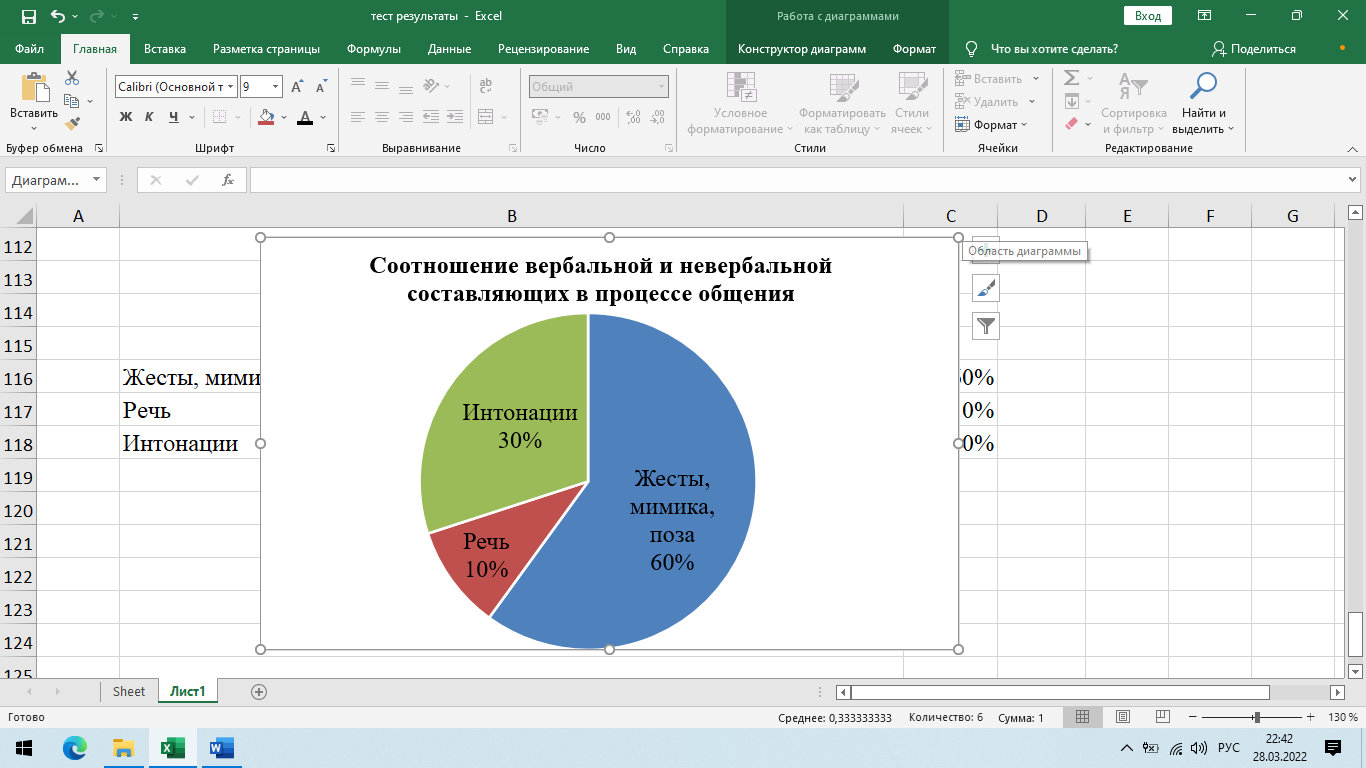 тест результаты - Excel
Работа с диаграммами
Вход
Файл Главная Вставка Разметка страницы Формулы Данные Рецензирование Вид Справка Конструктор диаграмм Формат Что вы хотите сделать? Поделиться
Вставить
Буфер обмена
Calibri (Основной т 9
Ж К Ч А
Шрифт
ab
Выравнивание
Общий
% 000
Число
Условное форматирование
Форматировать как таблицу
Стили ячеек
Стили
Вставить
Удалить
Формат
Ячейки
Сортировка и фильтр
Найти и выделить
Редактирование
Диаграм... fx
A B C D E F G
112
113
114
115
116 Жесты, мими 0%
117 Речь 0%
118 Интонации 0%
119
120
121
122
123
124
125
Область диаграммы
Соотношение вербальной и невербальной
составляющих в процессе общения
Интонации
30%
Жесты,
мимика,
поза
60%
Речь
10%
Sheet Лист1
Готово
Среднее: 0,333333333 Количество: 6 Сумма: 1 130 %
РУС
22:42
28.03.2022